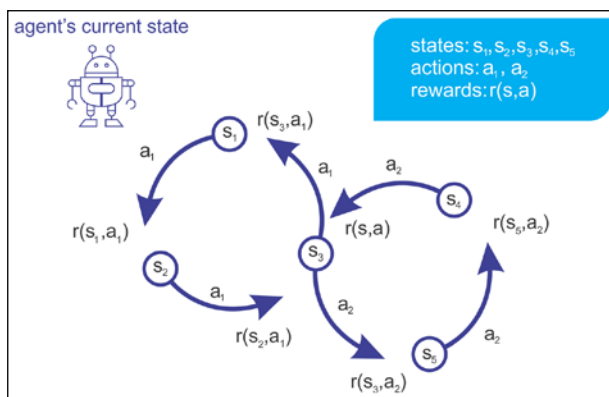 agent's current state
states: s₁,s₂,s₃,s₄,s₅
actions: a₁, a₂
rewards: r(s,a)
s₁
r(s₃,a₁)
a₁
a₁
a₂
s₄
r(s₁,a₁)
r(s,a)
r(s₅,a₂)
s₃
s₂
a₁
a₂
r(s₂,a₁)
s₅
a₂
r(s₃,a₂)